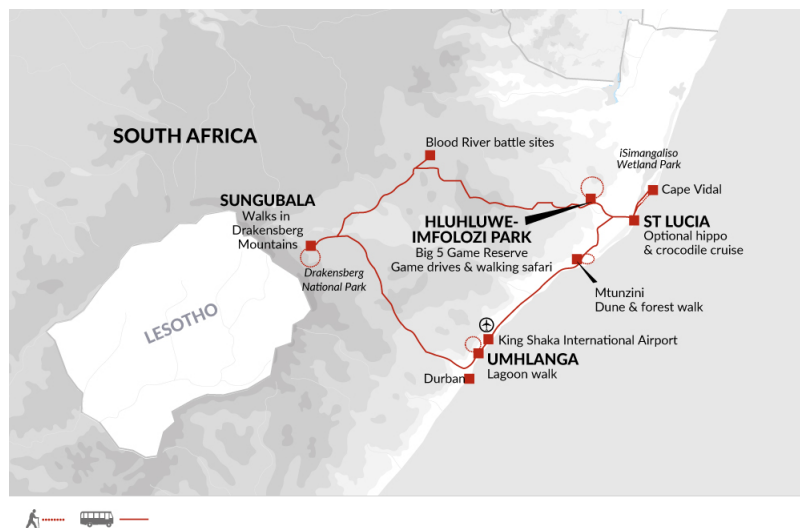 SOUTH AFRICA
Blood River battle sites
iSimangaliso
Wetland Park
Cape Vidal
SUNGUBALA
Walks in
Drakensberg
Mountains
HLUHLUWE-
IMFOLOZI PARK
Big 5 Game Reserve
Game drives & walking safari
ST LUCIA
Optional hippo
& crocodile cruise
Drakensberg
National Park
Mtunzini
Dune & forest walk
LESOTHO
King Shaka International Airport
UMHLANGA
Lagoon walk
Durban